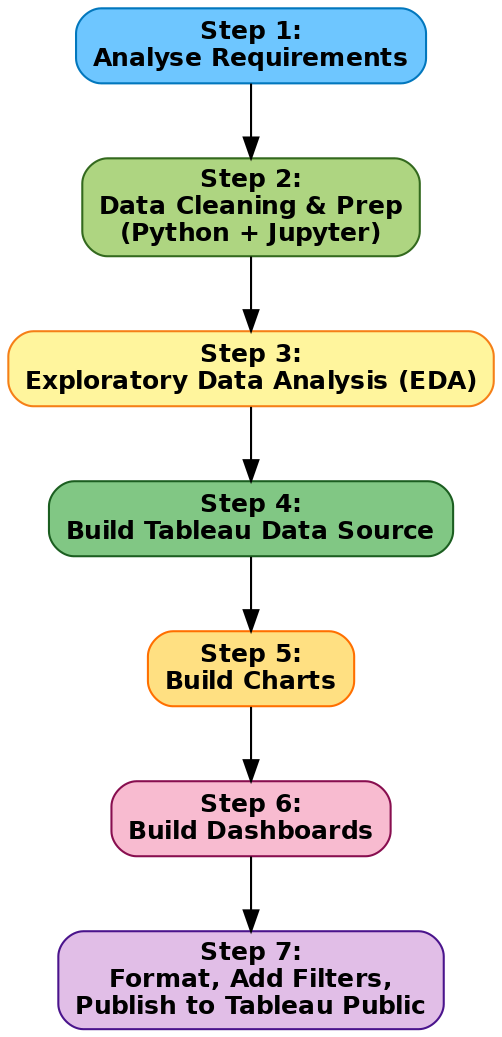 Step 1:
Analyse Requirements
Step 2:
Data Cleaning & Prep
(Python + Jupyter)
Step 3:
Exploratory Data Analysis (EDA)
Step 4:
Build Tableau Data Source
Step 5:
Build Charts
Step 6:
Build Dashboards
Step 7:
Format, Add Filters,
Publish to Tableau Public